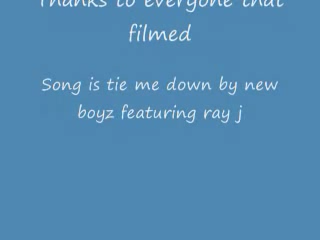 Thanks to everyone that
filmed
Song is tie me down by new
boyz featuring ray j